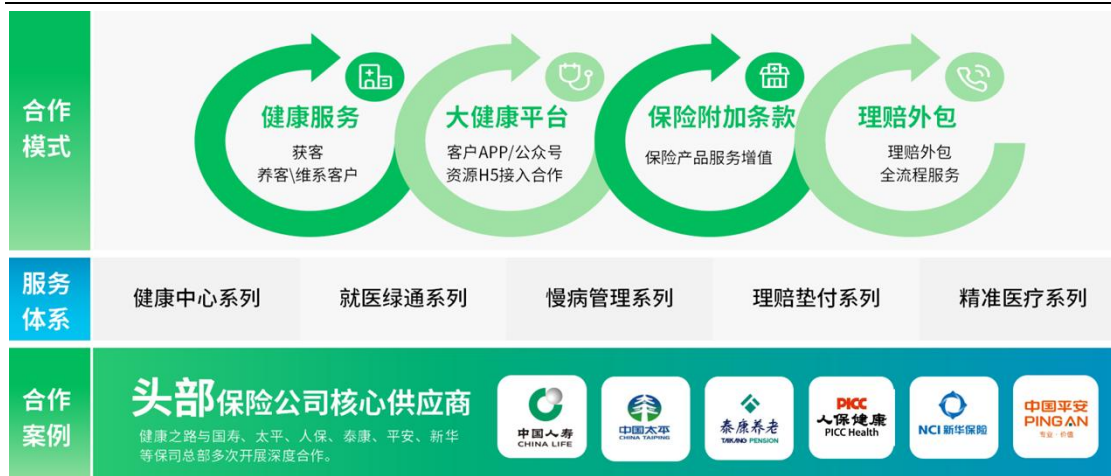 合作
模式
健康服务
获客
养客\维系客户
大健康平台
客户APP/公众号
资源H5接入合作
保险附加条款
保险产品服务增值
理赔外包
理赔外包
全流程服务
服务
体系
健康中心系列
就医绿通系列
慢病管理系列
理赔垫付系列
精准医疗系列
合作
案例
头部保险公司核心供应商
健康之路与国寿、太平、人保、泰康、平安、新华
等保司总部多次开展深度合作。
中国人寿
CHINA LIFE
中国太平
CHINA TAIPING
泰康养老
TAIKANG PENSION
PICC
人保健康
PICC Health
NCI 新华保险
中国平安
PING AN
专业·价值